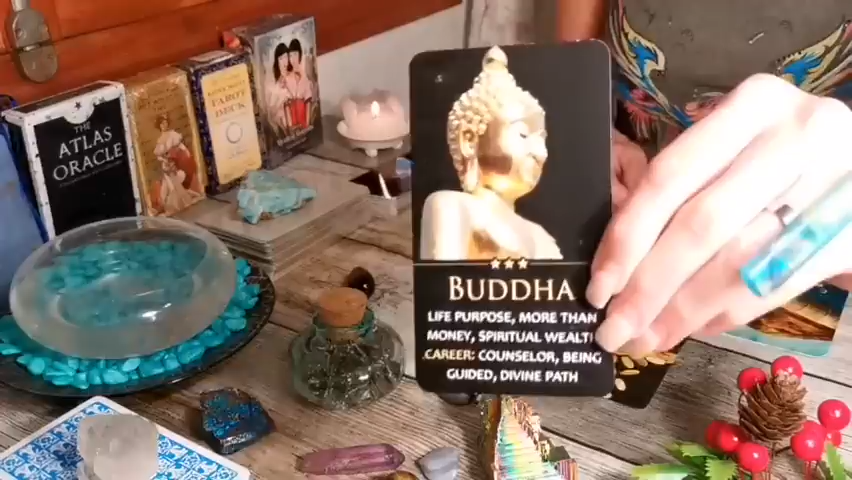 THE
ATLAS
ORACLE
TAROT
DECK
BUDDHA
LIFE PURPOSE, MORE THAN
MONEY, SPIRITUAL WEALTH
CAREER: COUNSELOR, BEING
GUIDED, DIVINE PATH